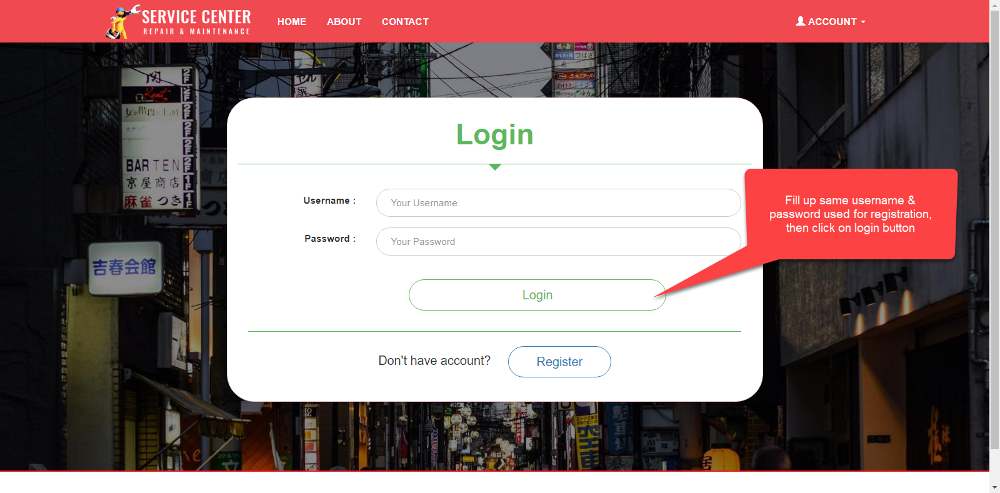 SERVICE CENTER
REPAIR & MAINTENANCE
HOME ABOUT CONTACT
ACCOUNT
Login
Username :
Your Username
Password :
Your Password
Login
Don't have account?
Register
Fill up same username &
password used for registration,
then click on login button
BAR TEN
京屋商店
麻雀 つき
吉春会館